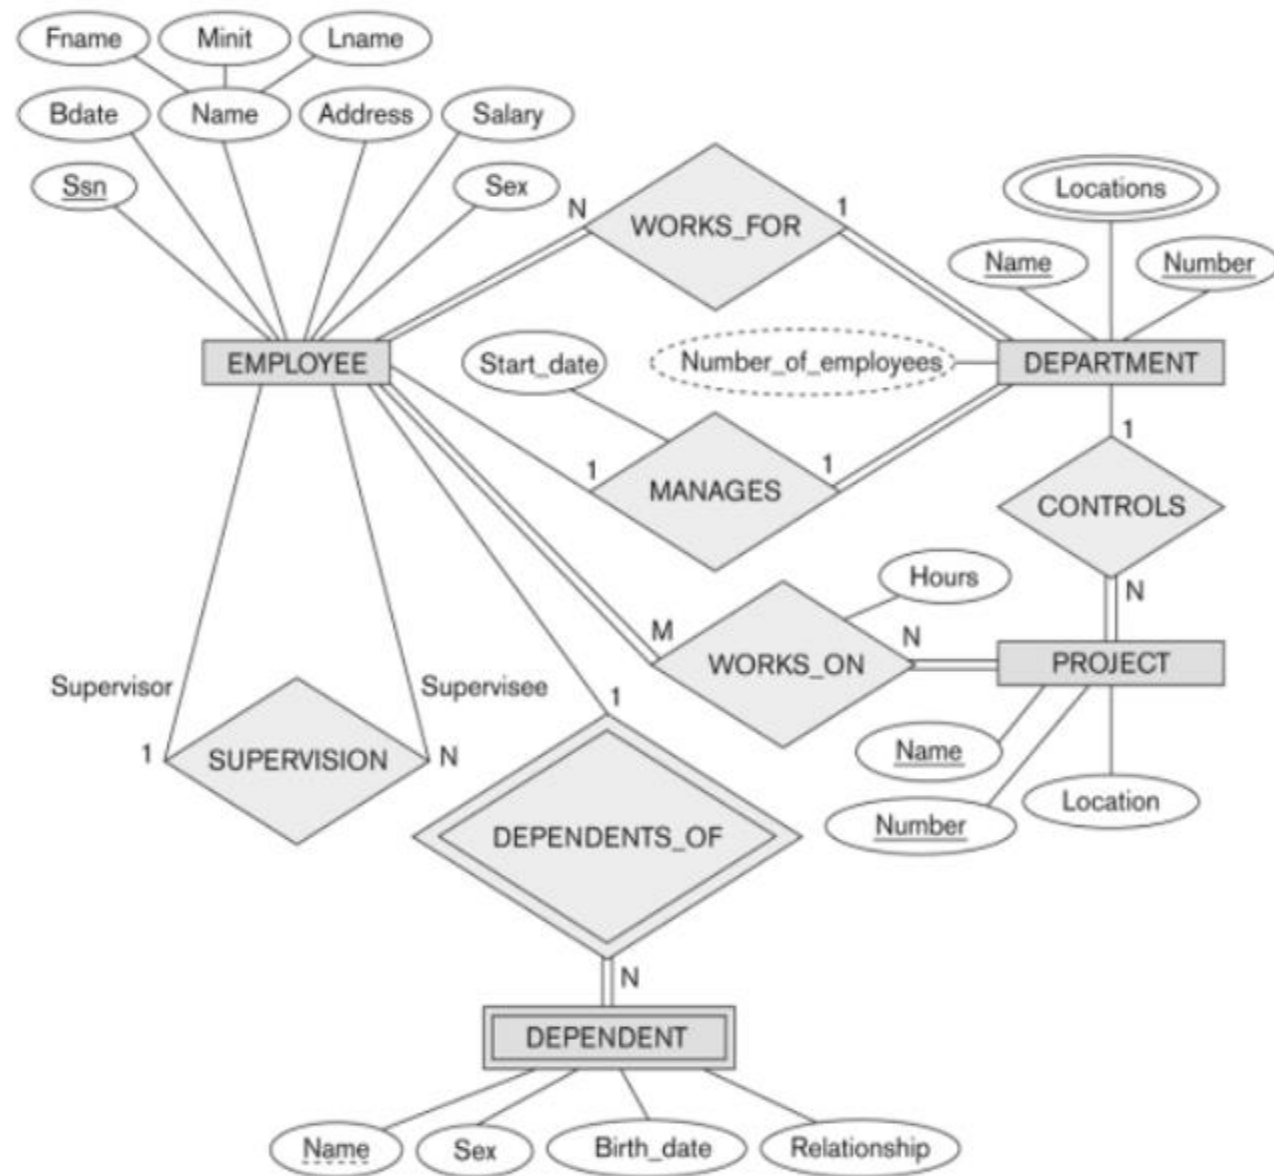 Fname
Minit
Lname
Bdate
Name
Address
Salary
Ssn
Sex
N
WORKS_FOR
1
Locations
Name
Number
EMPLOYEE
Start_date
Number_of_employees
DEPARTMENT
1
MANAGES
1
1
CONTROLS
N
Hours
M
WORKS_ON
N
PROJECT
Supervisor
Supervisee
1
1
SUPERVISION
N
Name
Location
Number
DEPENDENTS_OF
N
DEPENDENT
Name
Sex
Birth_date
Relationship